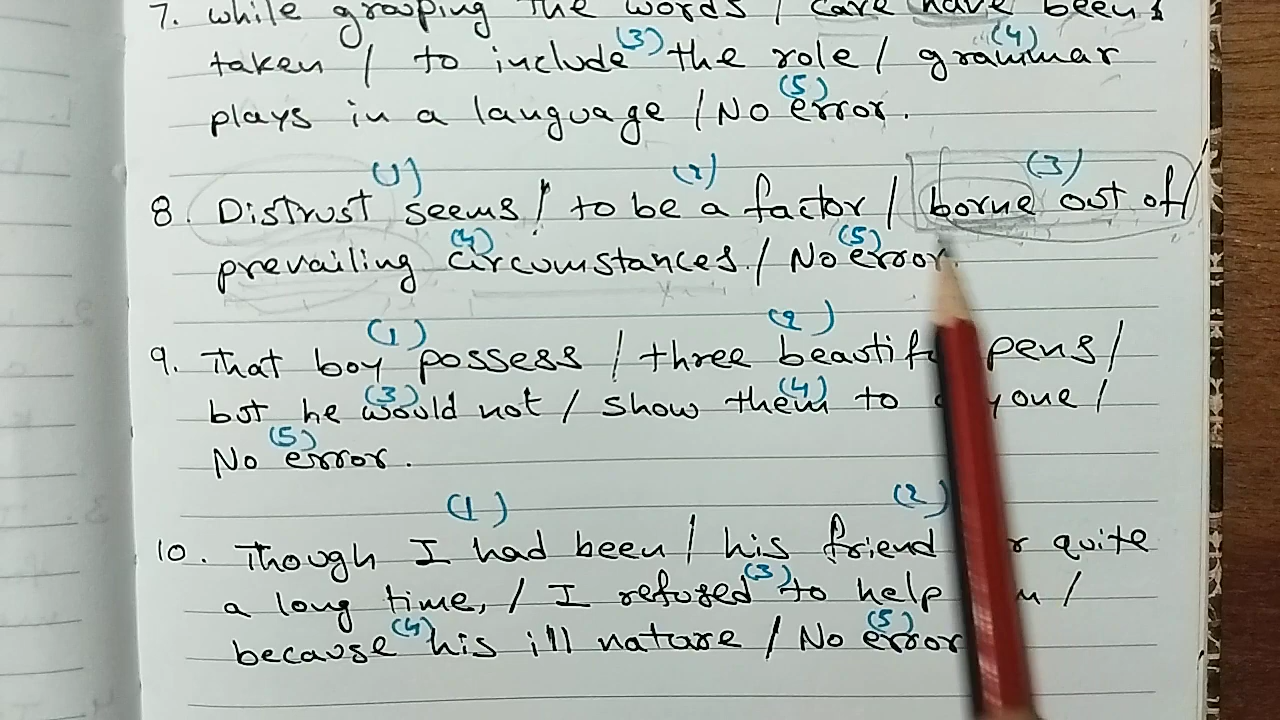 7. While grouping the words / care have been
taken / to include the role / grammar
(3) (4)
plays in a language / No error.
(5)
(1) (2) (3)
8. Distrust seems / to be a factor / borne out of /
(4) (5)
prevailing circumstances. / No error.
(1) (2)
9. That boy possess / three pens /
(3) (4)
but he would not / show them to /
(5)
No error.
(1) (2)
10. Though I had been / his friend quite
a long time, / I refused to help /
(3)
(4) (5)
because his ill nature / No error